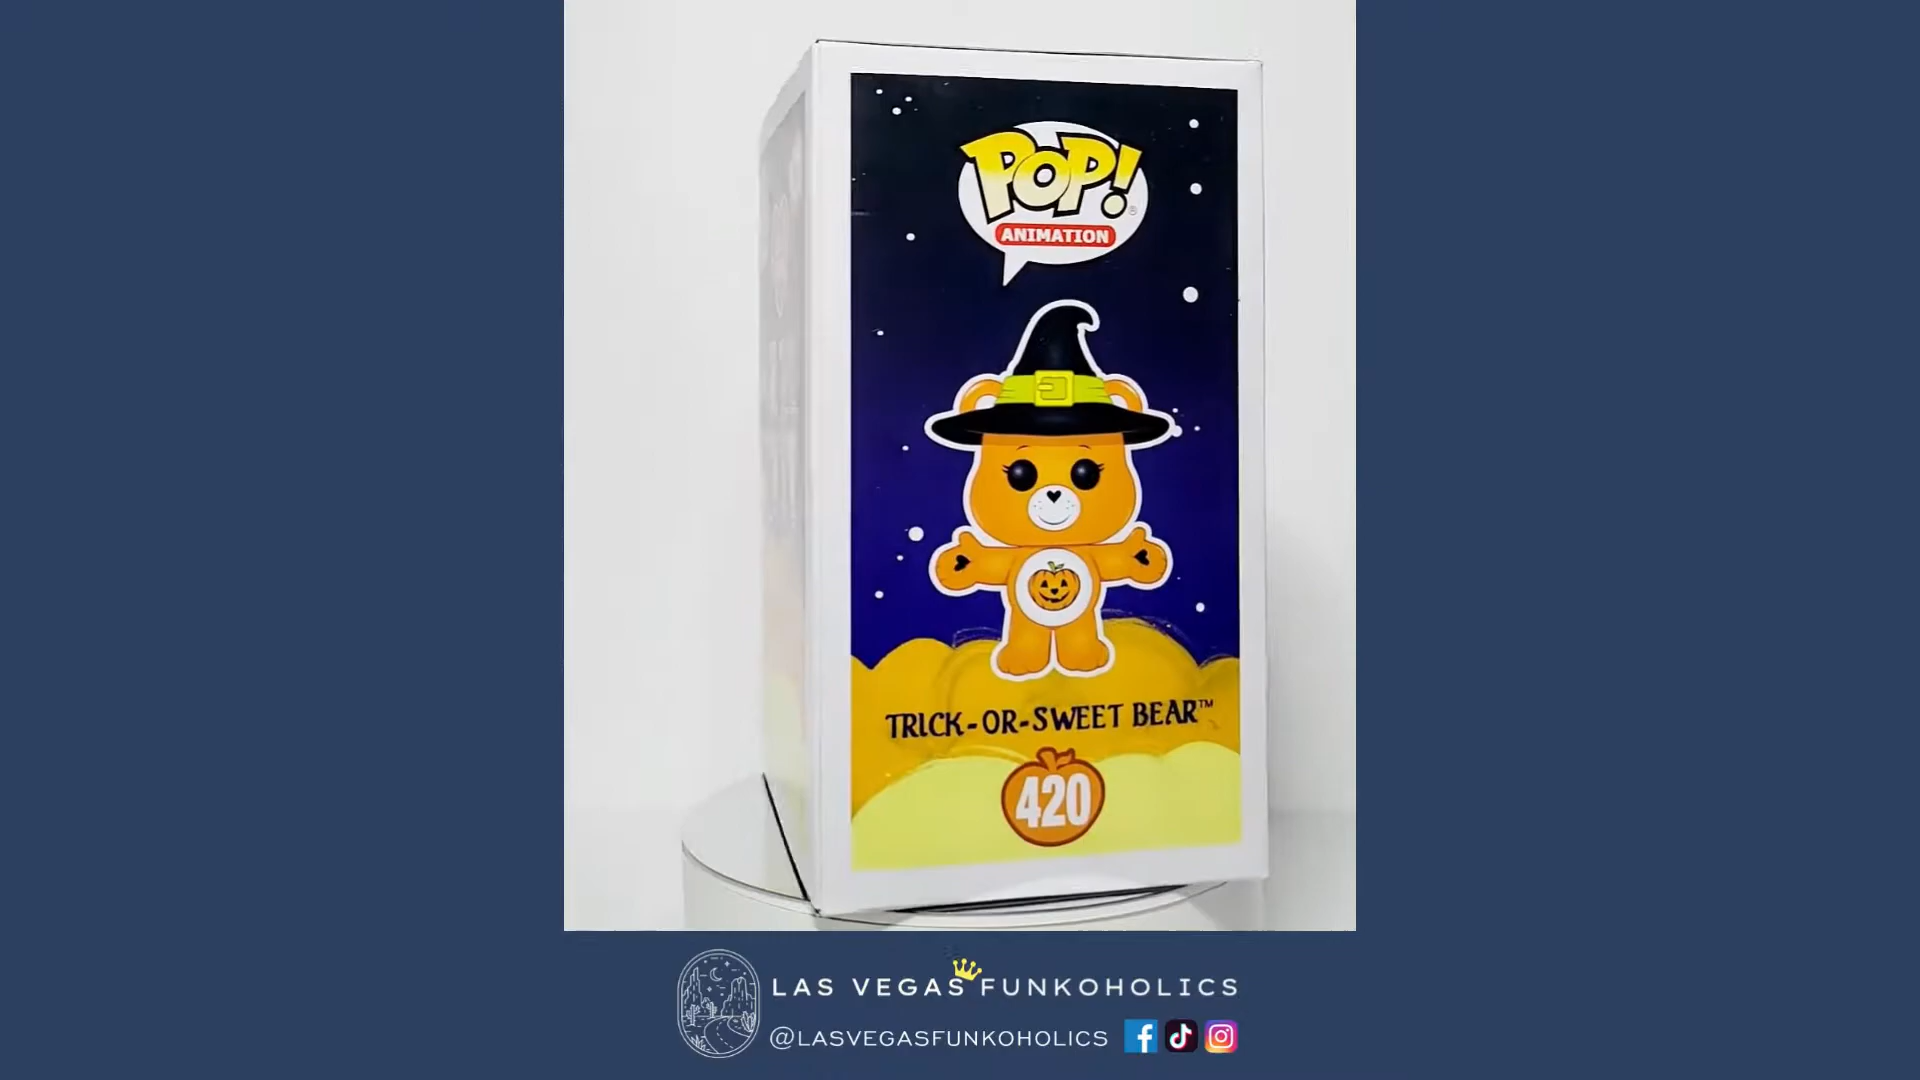 POP!
ANIMATION
TRICK-OR-SWEET BEAR™
420
LAS VEGAS FUNKOHOLICS
@LASVEGASFUNKOHOLICS